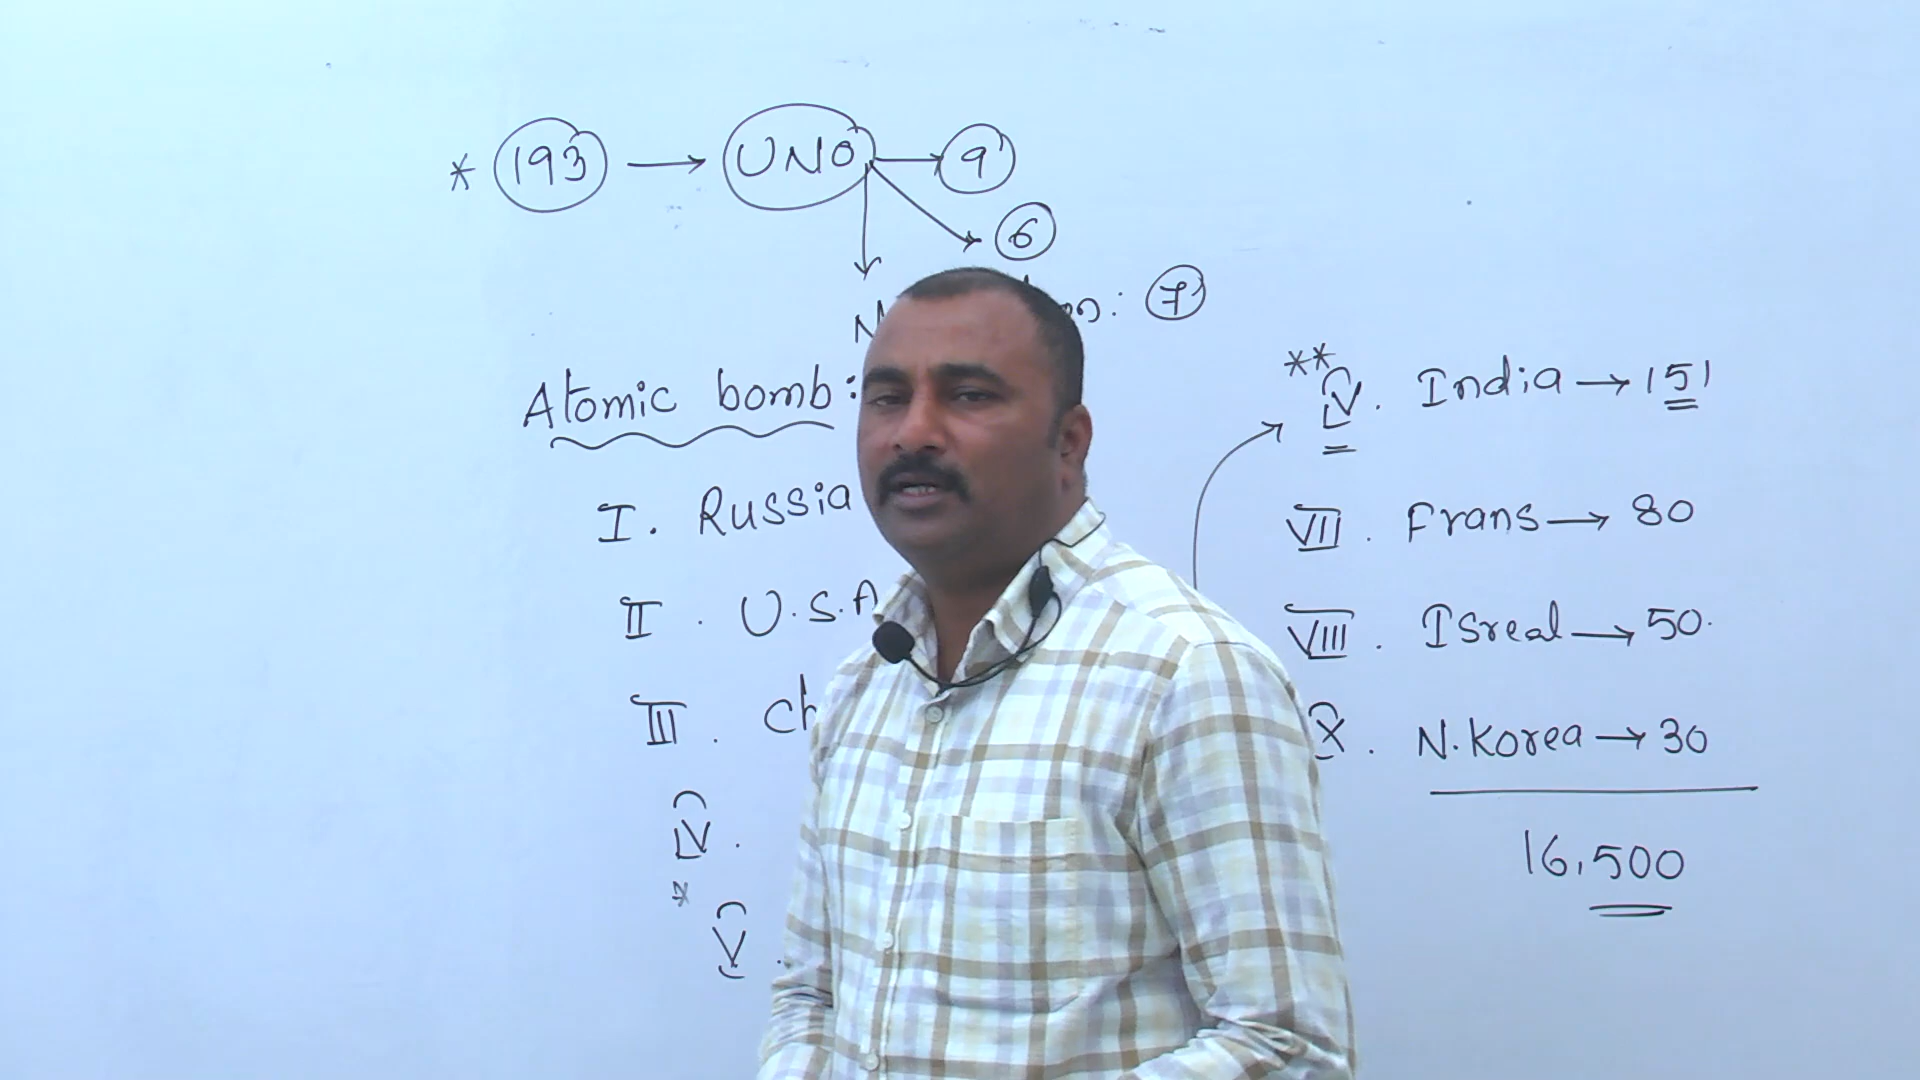 * 193 → UNO → 9
6
: 7
Atomic bomb:
I. Russia
II. U.S.A
III.
IV.
* V.
** IV. India → 151
VII. Frans → 80
VIII. ISreal → 50.
X. N.Korea → 30
16,500